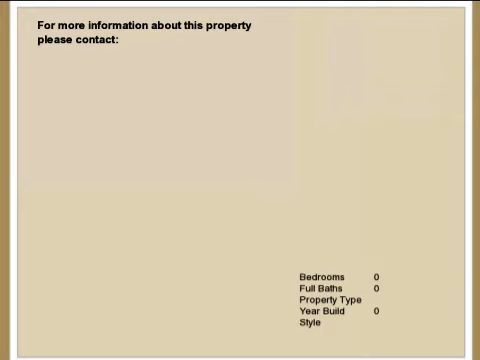 For more information about this property
please contact:
Bedrooms 0
Full Baths 0
Property Type
Year Build 0
Style